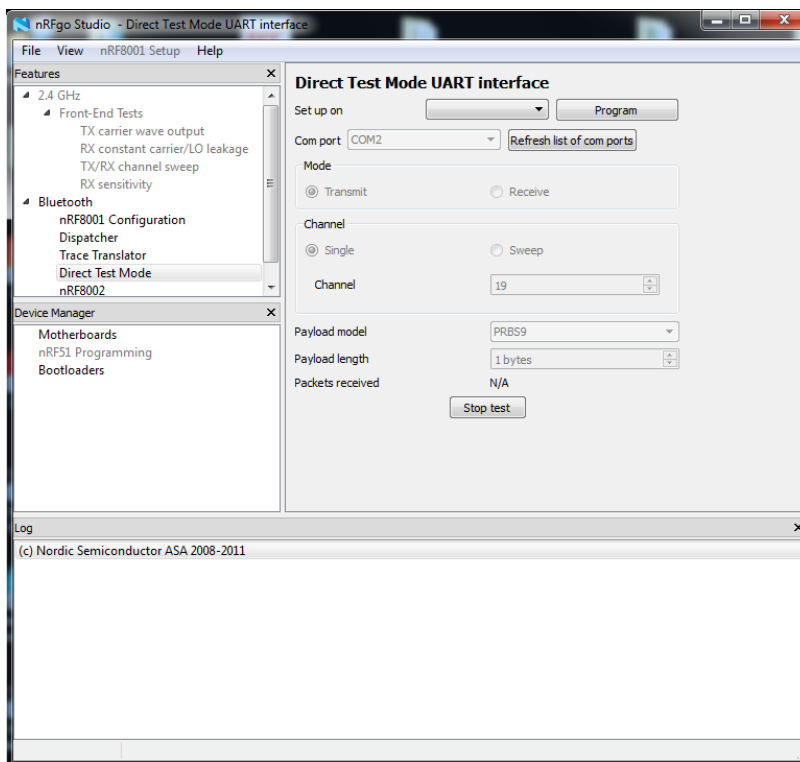 nRFgo Studio - Direct Test Mode UART interface
File View nRF8001 Setup Help
Features
2.4 GHz
Front-End Tests
TX carrier wave output
RX constant carrier/LO leakage
TX/RX channel sweep
RX sensitivity
Bluetooth
nRF8001 Configuration
Dispatcher
Trace Translator
Direct Test Mode
nRF8002
Device Manager
Motherboards
nRF51 Programming
Bootloaders
Direct Test Mode UART interface
Set up on Program
Com port COM2 Refresh list of com ports
Mode
Transmit Receive
Channel
Single Sweep
Channel 19
Payload model PRBS9
Payload length 1 bytes
Packets received N/A
Stop test
Log
(c) Nordic Semiconductor ASA 2008-2011